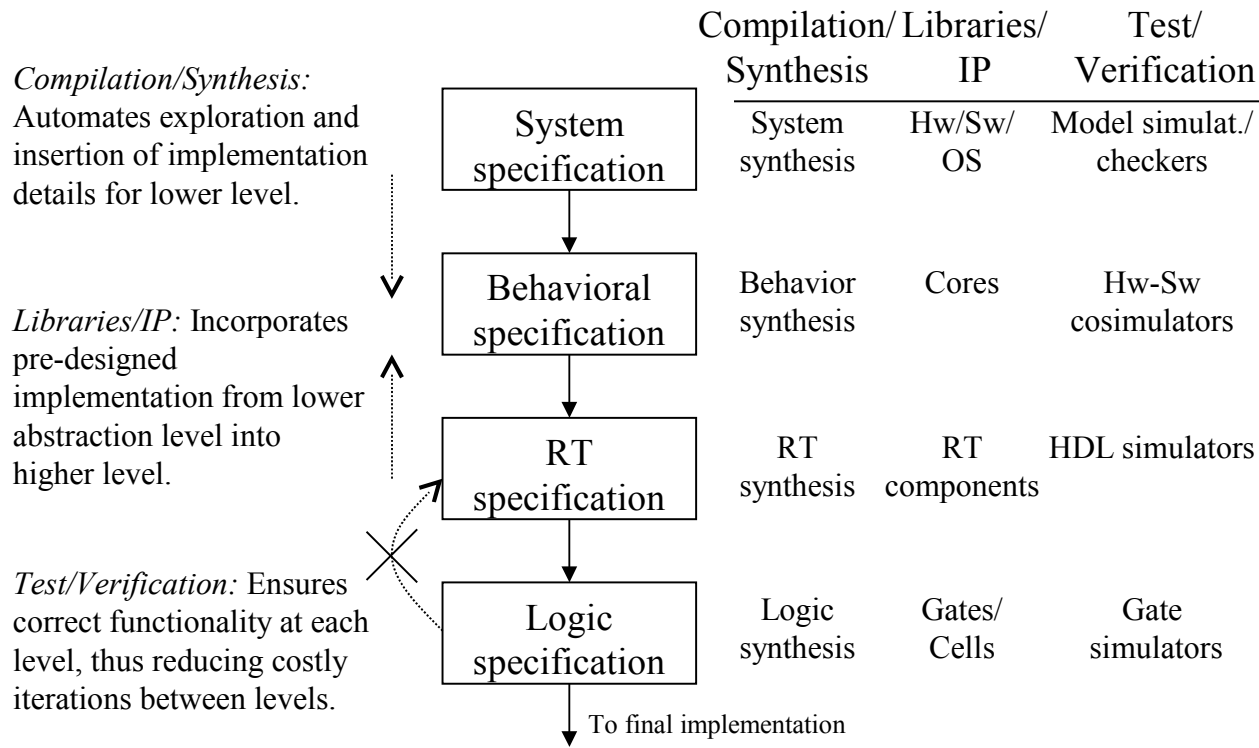 Compilation/Synthesis:
Automates exploration and
insertion of implementation
details for lower level.
Libraries/IP: Incorporates
pre-designed
implementation from lower
abstraction level into
higher level.
Test/Verification: Ensures
correct functionality at each
level, thus reducing costly
iterations between levels.
System
specification
Behavioral
specification
RT
specification
Logic
specification
To final implementation
Compilation/ Libraries/ Test/
Synthesis IP Verification
System Hw/Sw/ Model simulat./
synthesis OS checkers
Behavior Cores Hw-Sw
synthesis cosimulators
RT RT HDL simulators
synthesis components
Logic Gates/ Gate
synthesis Cells simulators